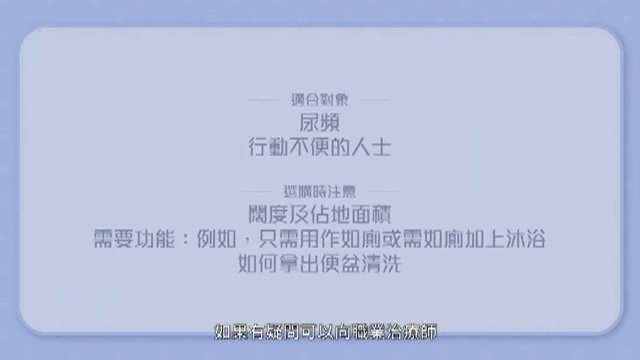 適合對象
尿頻
行動不便的人士
選購時注意
闊度及佔地面積
需要功能：例如，只需用作如廁或需如廁加上沐浴
如何拿出便盆清洗
如果有疑問可以向職業治療師